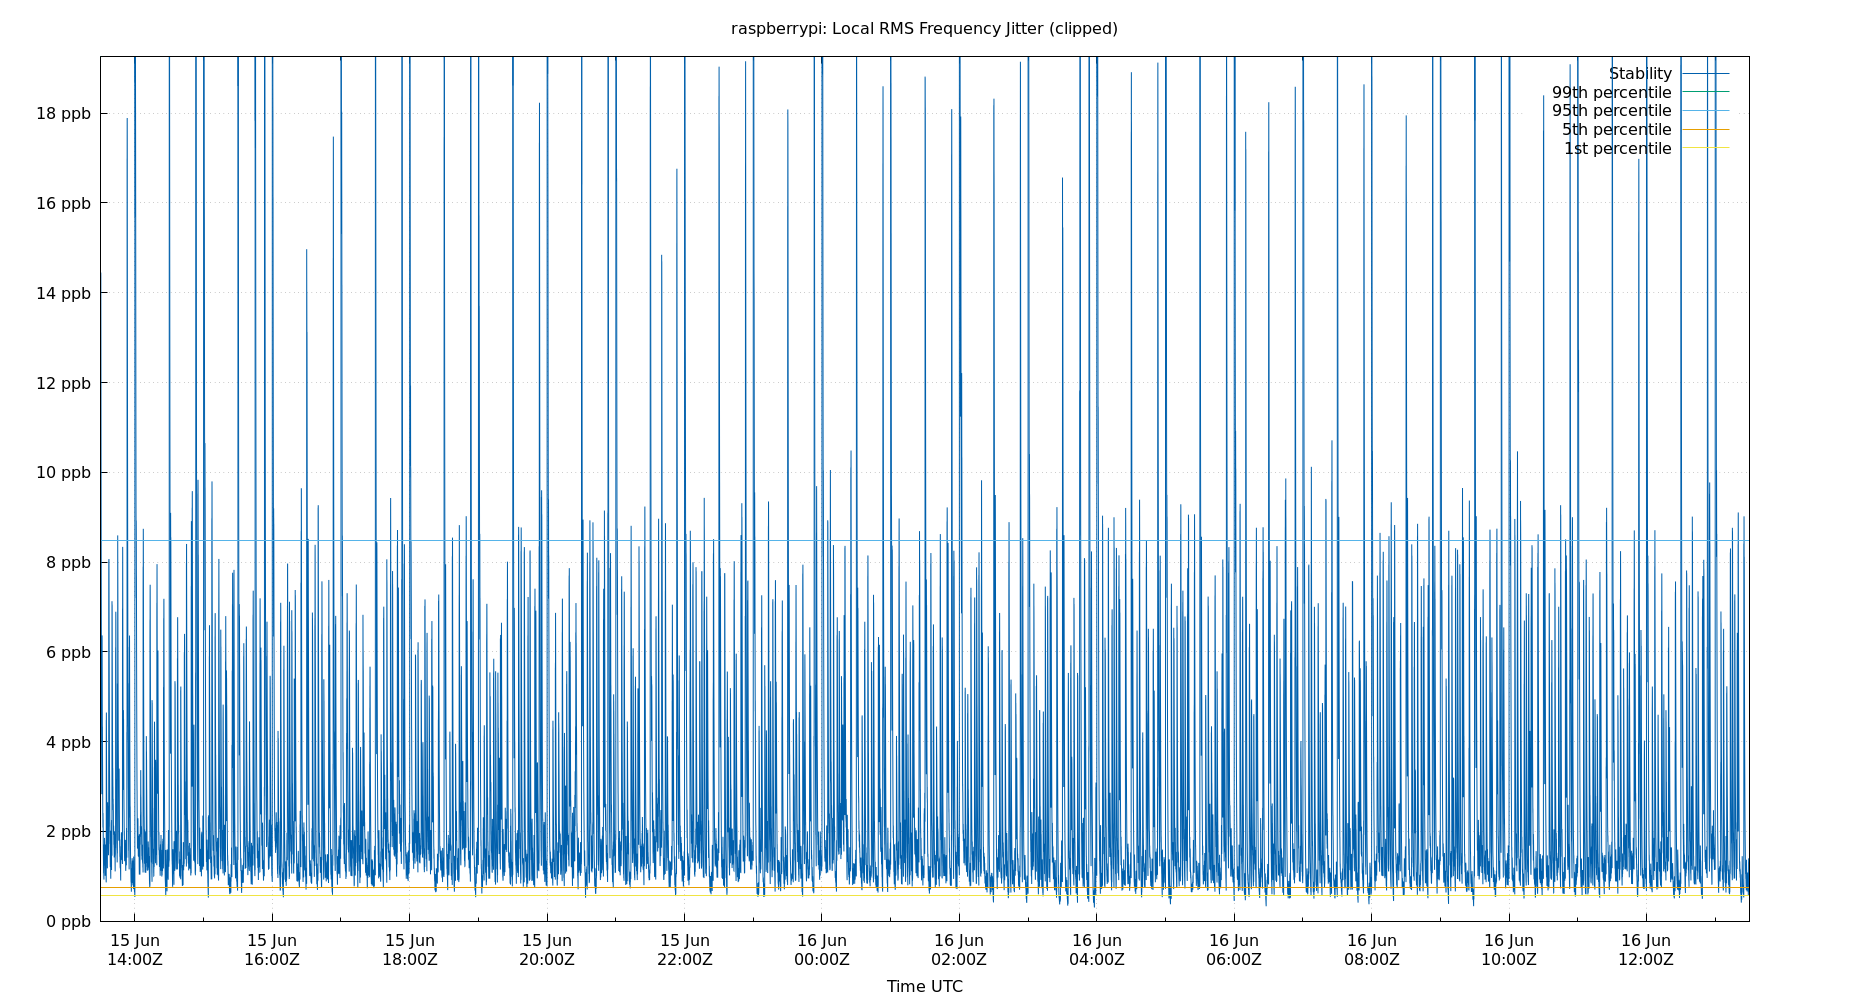 raspberrypi: Local RMS Frequency Jitter (clipped)
Stability
99th percentile
95th percentile
5th percentile
1st percentile
18 ppb
16 ppb
14 ppb
12 ppb
10 ppb
8 ppb
6 ppb
4 ppb
2 ppb
0 ppb
15 Jun 15 Jun 15 Jun 15 Jun 15 Jun 16 Jun 16 Jun 16 Jun 16 Jun 16 Jun 16 Jun 16 Jun
14:00Z 16:00Z 18:00Z 20:00Z 22:00Z 00:00Z 02:00Z 04:00Z 06:00Z 08:00Z 10:00Z 12:00Z
Time UTC